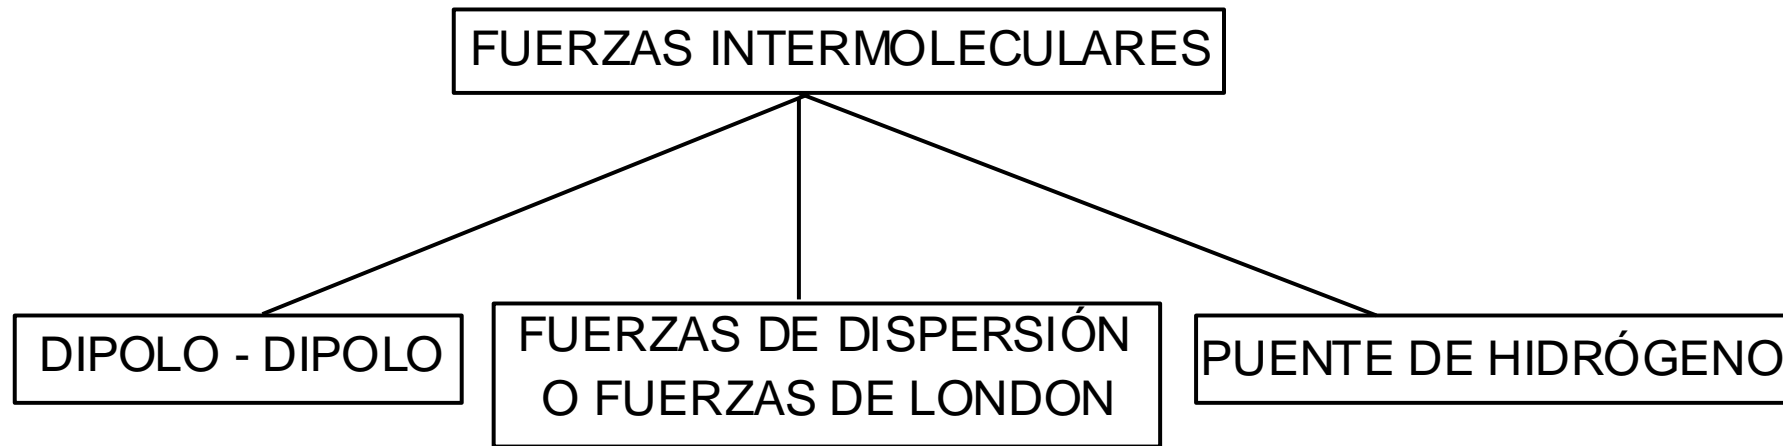 FUERZAS INTERMOLECULARES
DIPOLO - DIPOLO
FUERZAS DE DISPERSIÓN
O FUERZAS DE LONDON
PUENTE DE HIDRÓGENO